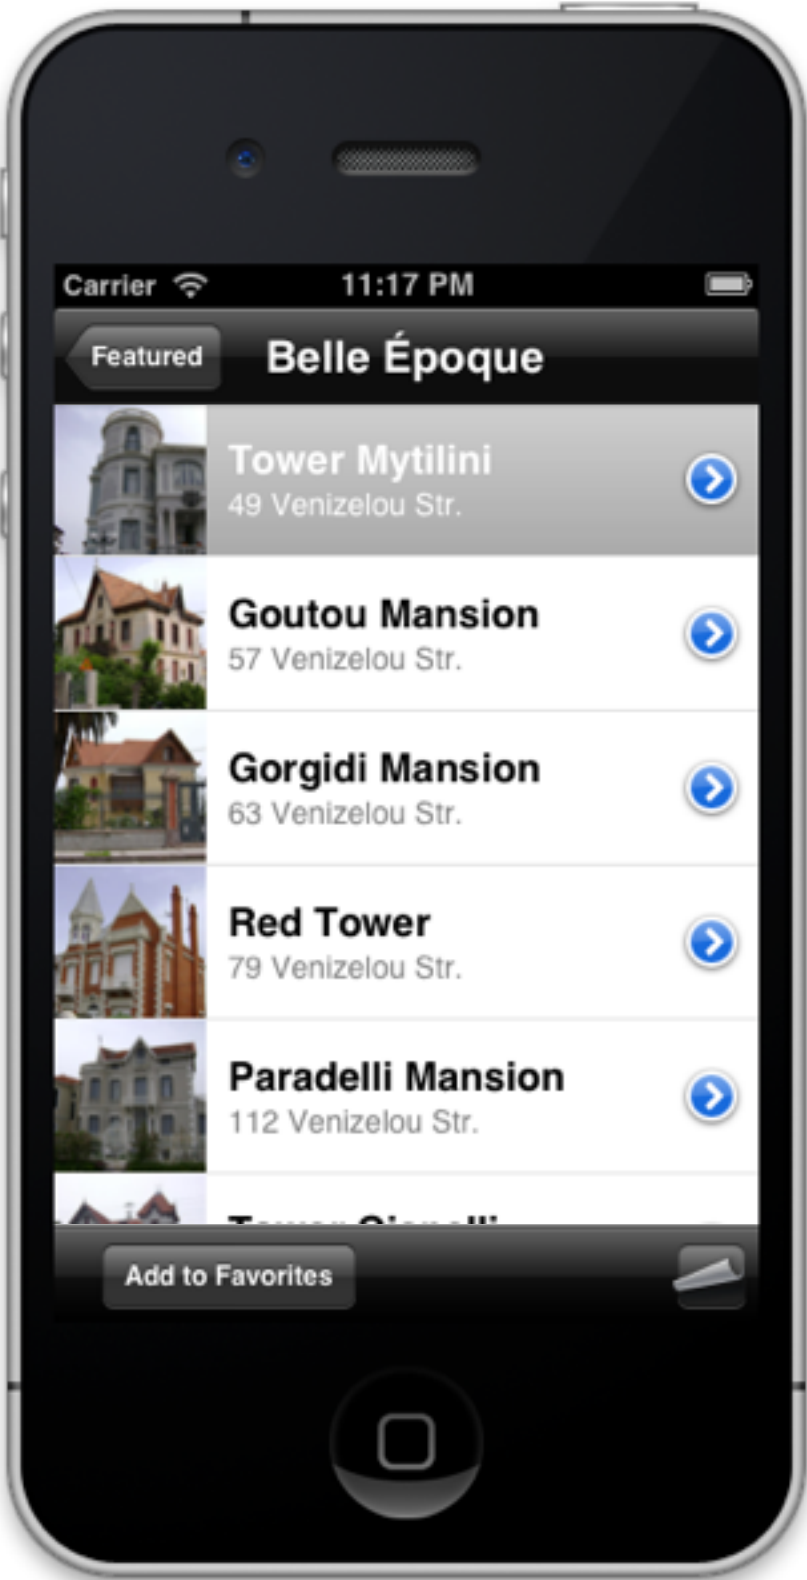 Carrier 11:17 PM
Featured Belle Époque
Tower Mytilini
49 Venizelou Str.
Goutou Mansion
57 Venizelou Str.
Gorgidi Mansion
63 Venizelou Str.
Red Tower
79 Venizelou Str.
Paradelli Mansion
112 Venizelou Str.
Tower
Add to Favorites